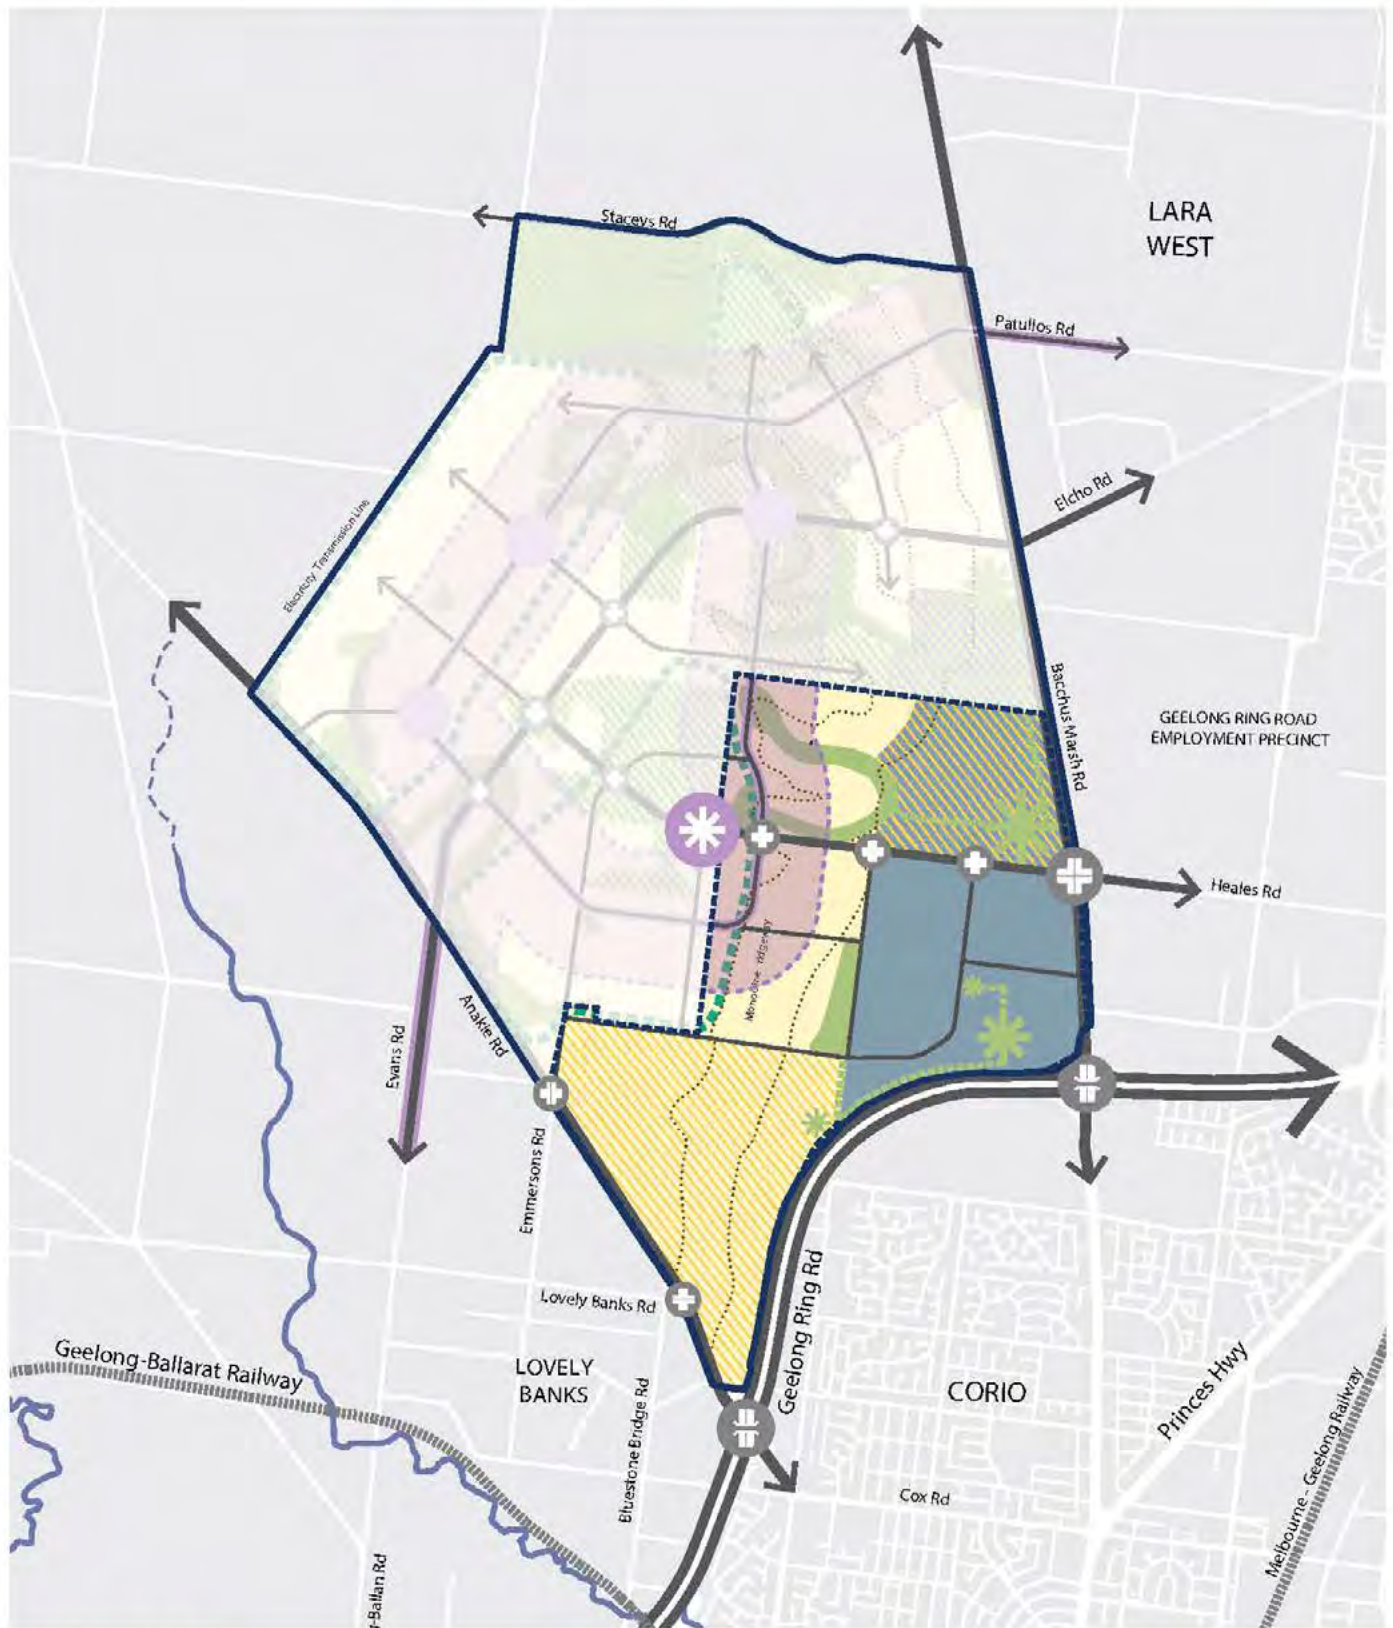 Staceys Rd
LARA
WEST
Patullos Rd
Elcho Rd
Electricity Transmission Line
Bacchus Marsh Rd
GEELONG RING ROAD
EMPLOYMENT PRECINCT
Heales Rd
Evans Rd
Anakie Rd
Emmersons Rd
Lovely Banks Rd
Geelong-Ballarat Railway
LOVELY
BANKS
Bluestone Bridge Rd
Geelong Ring Rd
CORIO
Princes Hwy
Cox Rd
Melbourne - Geelong Railway
-Ballan Rd